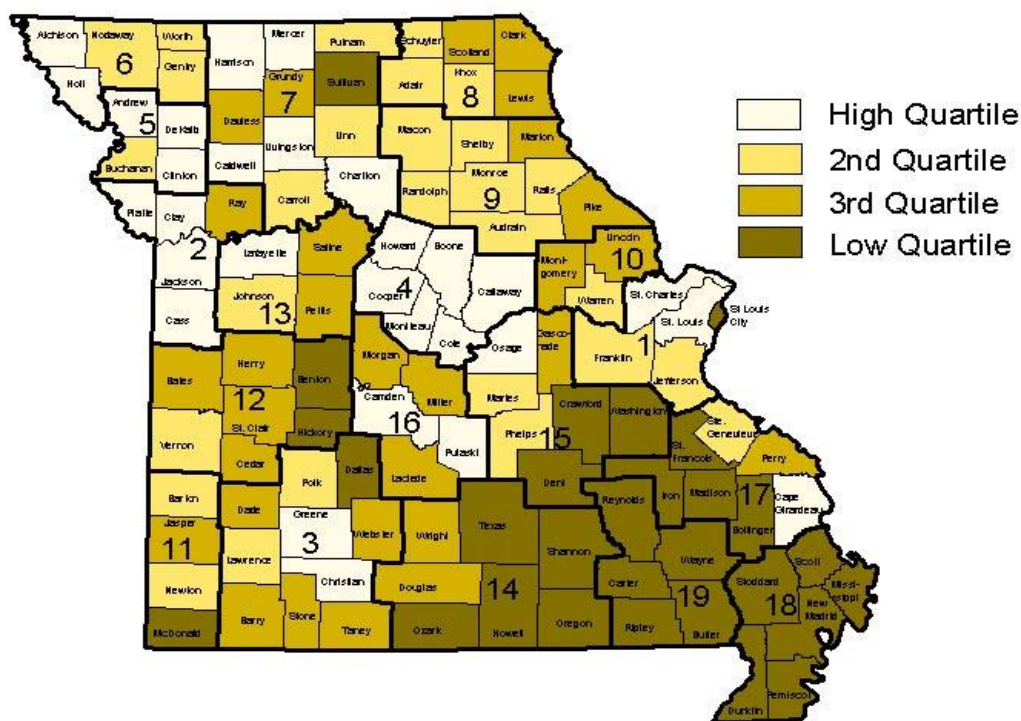 Atchison
Nodaway
Worth
Gentry
6
Holt
Harrison
Mercer
Putnam
Schuyler
Scotland
Clark
Sullivan
Grundy
7
Adair
Knox
8
Lewis
Andrew
5
DeKalb
Daviess
Livingston
Linn
Macon
Shelby
Marion
Buchanan
Clinton
Caldwell
Chariton
Monroe
Ralls
Randolph
9
Carroll
Ray
Platte
Clay
Pike
Audrain
2
Lafayette
Saline
Howard
Boone
Lincoln
10
Mont-
gomery
4
Callaway
Jackson
Johnson
13
Cooper
Warren
St. Charles
St Louis
City
Cass
Pettis
Moniteau
Cole
Osage
Gasco-
nade
St. Louis
1
Franklin
Jefferson
Morgan
Miller
Henry
Benton
Bates
12
Camden
16
Maries
Crawford
Washington
St. Clair
Hickory
Phelps
15
Ste.
Genevieve
Vernon
Cedar
Dallas
Laclede
Pulaski
St.
Francois
Perry
Dent
Iron
Madison
17
Cape
Girardeau
Barton
Polk
Reynolds
Bollinger
Dade
Greene
3
Webster
Wright
Texas
Shannon
Jasper
11
Lawrence
Christian
Wayne
Scott
Newton
Douglas
14
Carter
19
Stoddard
18
Missi-
ssippi
New
Madrid
McDonald
Barry
Stone
Taney
Ozark
Howell
Oregon
Ripley
Butler
Dunklin
Pemiscot
High Quartile
2nd Quartile
3rd Quartile
Low Quartile